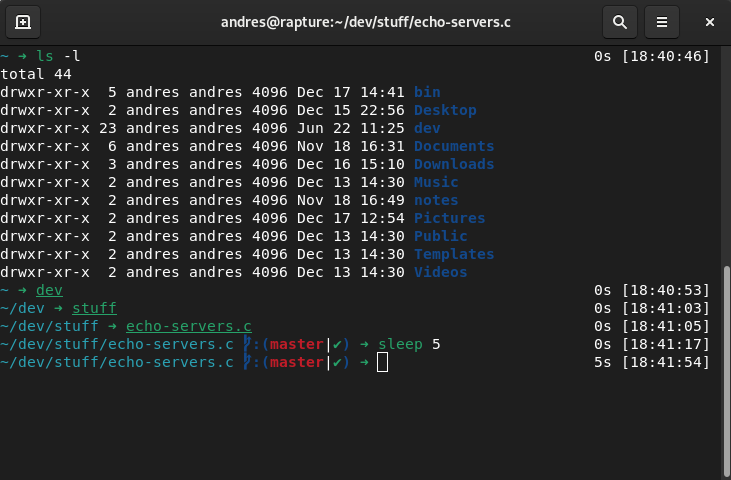 andres@rapture:~/dev/stuff/echo-servers.c
~ ➜ ls -l 0s [18:40:46]
total 44
drwxr-xr-x  5 andres andres 4096 Dec 17 14:41 bin
drwxr-xr-x  2 andres andres 4096 Dec 15 22:56 Desktop
drwxr-xr-x 23 andres andres 4096 Jun 22 11:25 dev
drwxr-xr-x  6 andres andres 4096 Nov 18 16:31 Documents
drwxr-xr-x  3 andres andres 4096 Dec 16 15:10 Downloads
drwxr-xr-x  2 andres andres 4096 Dec 13 14:30 Music
drwxr-xr-x  2 andres andres 4096 Nov 18 16:49 notes
drwxr-xr-x  2 andres andres 4096 Dec 17 12:54 Pictures
drwxr-xr-x  2 andres andres 4096 Dec 13 14:30 Public
drwxr-xr-x  2 andres andres 4096 Dec 13 14:30 Templates
drwxr-xr-x  2 andres andres 4096 Dec 13 14:30 Videos
~ ➜ dev 0s [18:40:53]
~/dev ➜ stuff 0s [18:41:03]
~/dev/stuff ➜ echo-servers.c 0s [18:41:05]
~/dev/stuff/echo-servers.c :(master|✔) ➜ sleep 5 0s [18:41:17]
~/dev/stuff/echo-servers.c :(master|✔) ➜ 5s [18:41:54]